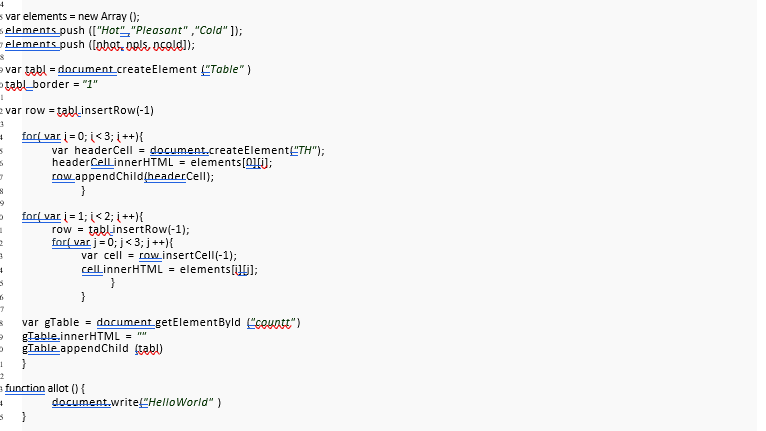 var elements = new Array ();
elements.push (["Hot","Pleasant" ,"Cold" ]);
elements.push ([nhot, npls, ncold]);
var tabl = document.createElement ("Table" )
tabl.border = "1"
var row = tabl.insertRow(-1)
for( var i = 0; i < 3; i ++){
var headerCell = document.createElement("TH");
headerCell.innerHTML = elements[0][i];
row.appendChild(headerCell);
}
for( var i = 1; i < 2; i ++){
row = tabl.insertRow(-1);
for( var j = 0; j < 3; j ++){
var cell = row.insertCell(-1);
cell.innerHTML = elements[i][j];
}
}
var gTable = document.getElementById ("countt")
gTable.innerHTML = ""
gTable.appendChild (tabl)
}
function allot () {
document.write("HelloWorld" )
}